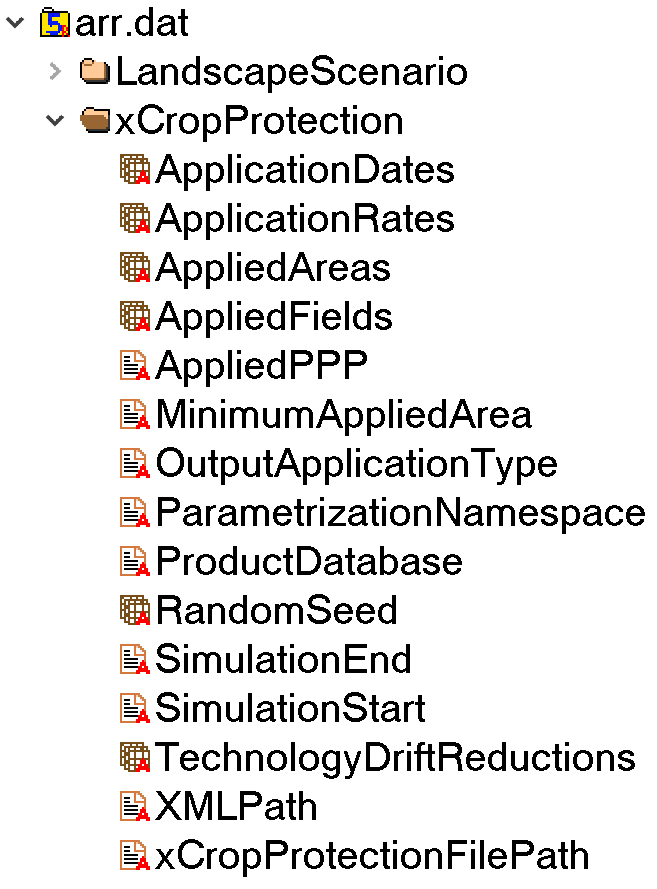 arr.dat
LandscapeScenario
xCropProtection
ApplicationDates
ApplicationRates
AppliedAreas
AppliedFields
AppliedPPP
MinimumAppliedArea
OutputApplicationType
ParametrizationNamespace
ProductDatabase
RandomSeed
SimulationEnd
SimulationStart
TechnologyDriftReductions
XMLPath
xCropProtectionFilePath